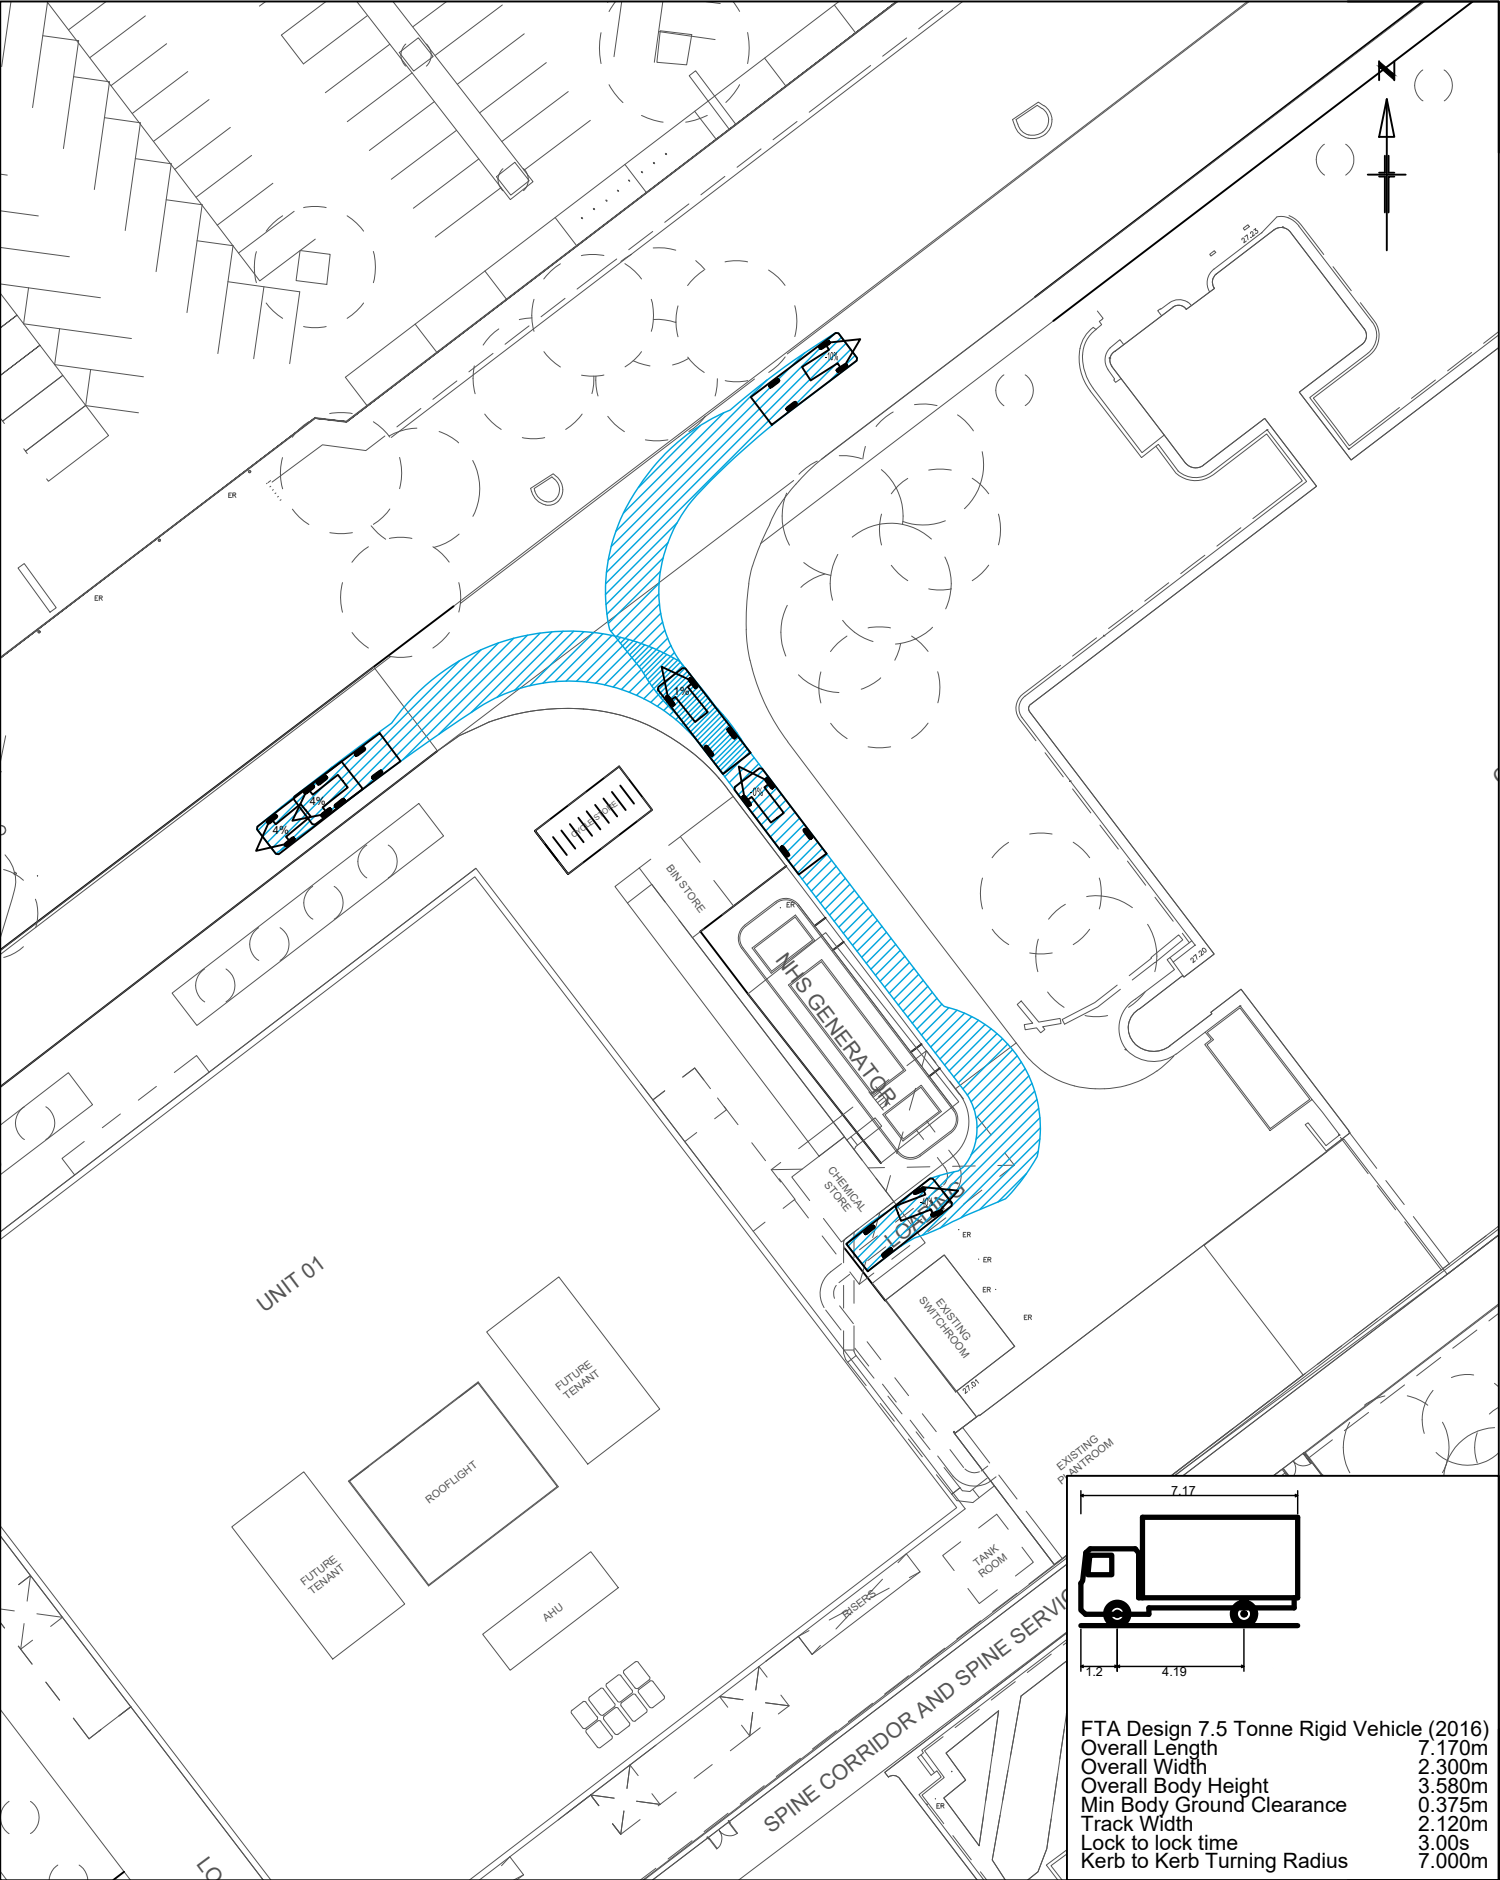 N
27.23
-10%
ER
ER
1%
-0%
4%
4%
CYCLE STORE
BIN STORE
ER
NHS GENERATOR
27.20
CHEMICAL
STORE
LOADING
ER
ER
ER
ER
EXISTING
SWITCHROOM
27.01
UNIT 01
FUTURE
TENANT
ROOFLIGHT
FUTURE
TENANT
AHU
EXISTING
PLANTROOM
TANK
ROOM
RISERS
SPINE CORRIDOR AND SPINE SERVIC
ER
LO
7.17
1.2
4.19
FTA Design 7.5 Tonne Rigid Vehicle (2016)
Overall Length 7.170m
Overall Width 2.300m
Overall Body Height 3.580m
Min Body Ground Clearance 0.375m
Track Width 2.120m
Lock to lock time 3.00s
Kerb to Kerb Turning Radius 7.000m